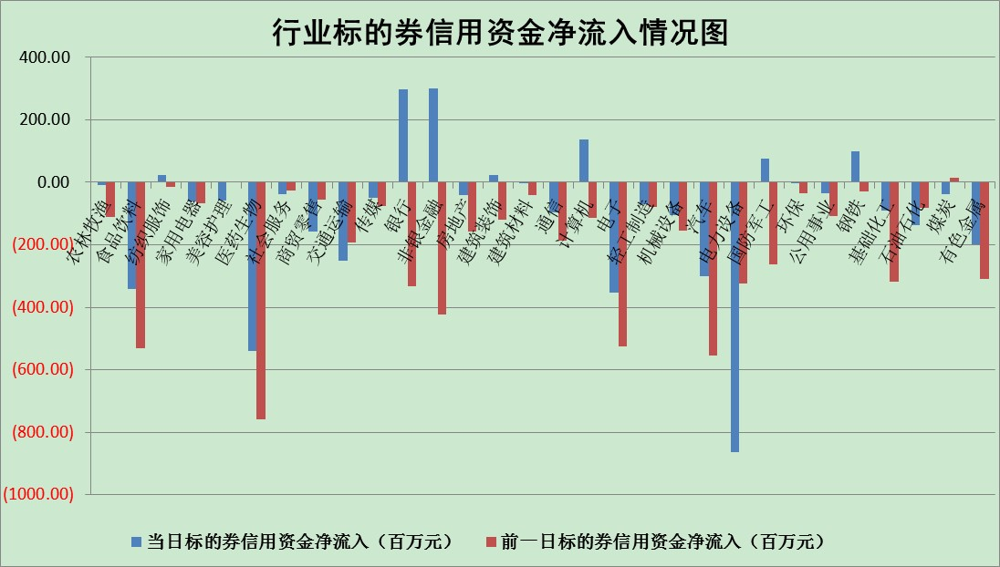 行业标的券信用资金净流入情况图
400.00
200.00
0.00
(200.00)
(400.00)
(600.00)
(800.00)
(1000.00)
农林牧渔
食品饮料
纺织服饰
家用电器
美容护理
医药生物
社会服务
商贸零售
交通运输
传媒
银行
非银金融
房地产
建筑装饰
建筑材料
通信
计算机
电子
轻工制造
机械设备
汽车
电力设备
国防军工
环保
公用事业
钢铁
基础化工
石油石化
煤炭
有色金属
当日标的券信用资金净流入（百万元）
前一日标的券信用资金净流入（百万元）